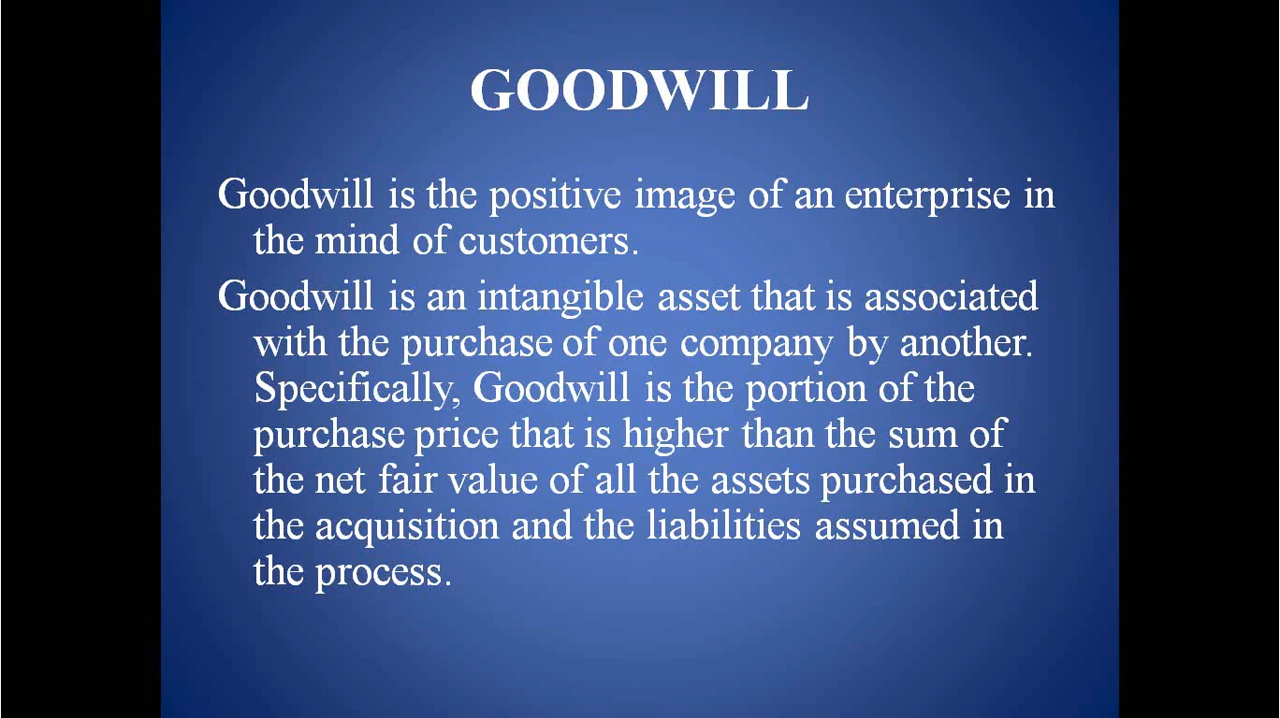 GOODWILL
Goodwill is the positive image of an enterprise in
the mind of customers.
Goodwill is an intangible asset that is associated
with the purchase of one company by another.
Specifically, Goodwill is the portion of the
purchase price that is higher than the sum of
the net fair value of all the assets purchased in
the acquisition and the liabilities assumed in
the process.